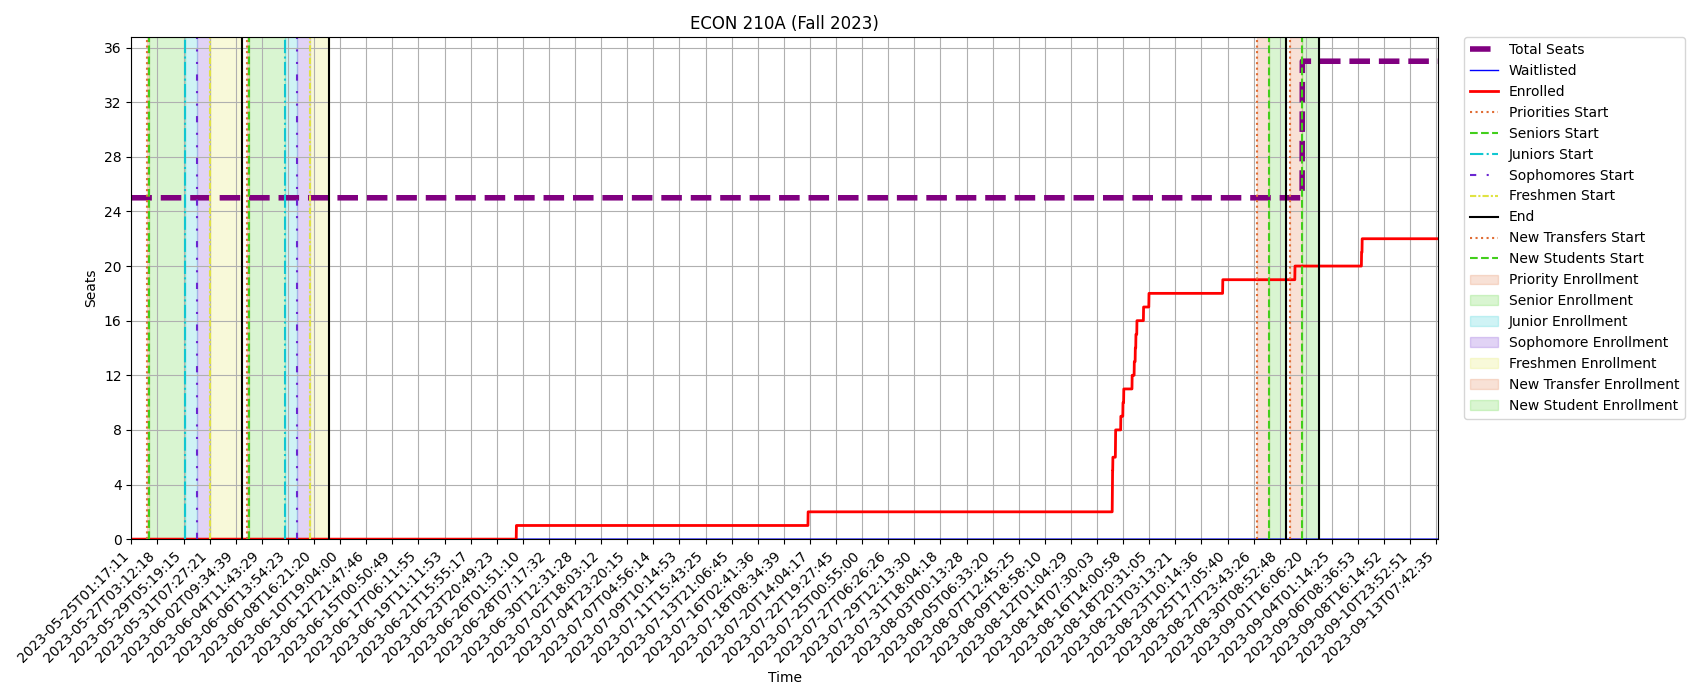 ECON 210A (Fall 2023)
Seats
36
32
28
24
20
16
12
8
4
0
2023-05-25T01:17:11
2023-05-27T03:12:18
2023-05-29T05:19:15
2023-05-31T07:27:21
2023-06-02T09:34:39
2023-06-04T11:43:29
2023-06-06T13:54:23
2023-06-08T16:21:20
2023-06-10T19:04:00
2023-06-12T21:47:46
2023-06-15T00:50:49
2023-06-17T06:11:55
2023-06-19T11:11:53
2023-06-21T15:55:17
2023-06-23T20:49:23
2023-06-26T01:51:10
2023-06-28T07:17:32
2023-06-30T12:31:28
2023-07-02T18:03:12
2023-07-04T23:20:15
2023-07-07T04:56:14
2023-07-09T10:14:53
2023-07-11T15:43:25
2023-07-13T21:06:45
2023-07-16T02:41:36
2023-07-18T08:34:39
2023-07-20T14:04:17
2023-07-22T19:27:45
2023-07-25T00:55:00
2023-07-27T06:26:26
2023-07-29T12:13:30
2023-07-31T18:04:18
2023-08-03T00:13:28
2023-08-05T06:33:20
2023-08-07T12:45:25
2023-08-09T18:58:10
2023-08-12T01:04:29
2023-08-14T07:30:03
2023-08-16T14:00:58
2023-08-18T20:31:05
2023-08-21T03:13:21
2023-08-23T10:14:36
2023-08-25T17:05:40
2023-08-27T23:43:26
2023-08-30T08:52:48
2023-09-01T16:06:20
2023-09-04T01:14:25
2023-09-06T08:36:53
2023-09-08T16:14:52
2023-09-10T23:52:51
2023-09-13T07:42:35
Time
Total Seats
Waitlisted
Enrolled
Priorities Start
Seniors Start
Juniors Start
Sophomores Start
Freshmen Start
End
New Transfers Start
New Students Start
Priority Enrollment
Senior Enrollment
Junior Enrollment
Sophomore Enrollment
Freshmen Enrollment
New Transfer Enrollment
New Student Enrollment